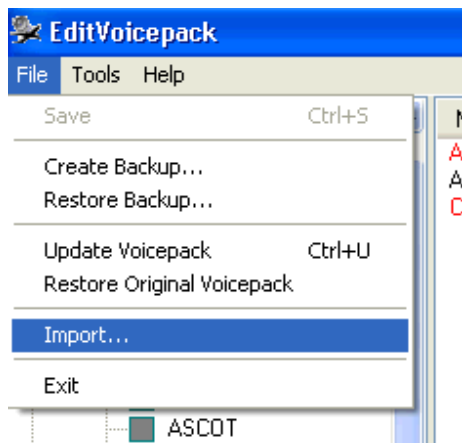 EditVoicepack
File Tools Help
Save Ctrl+S
Create Backup...
Restore Backup...
Update Voicepack Ctrl+U
Restore Original Voicepack
Import...
Exit
ASCOT